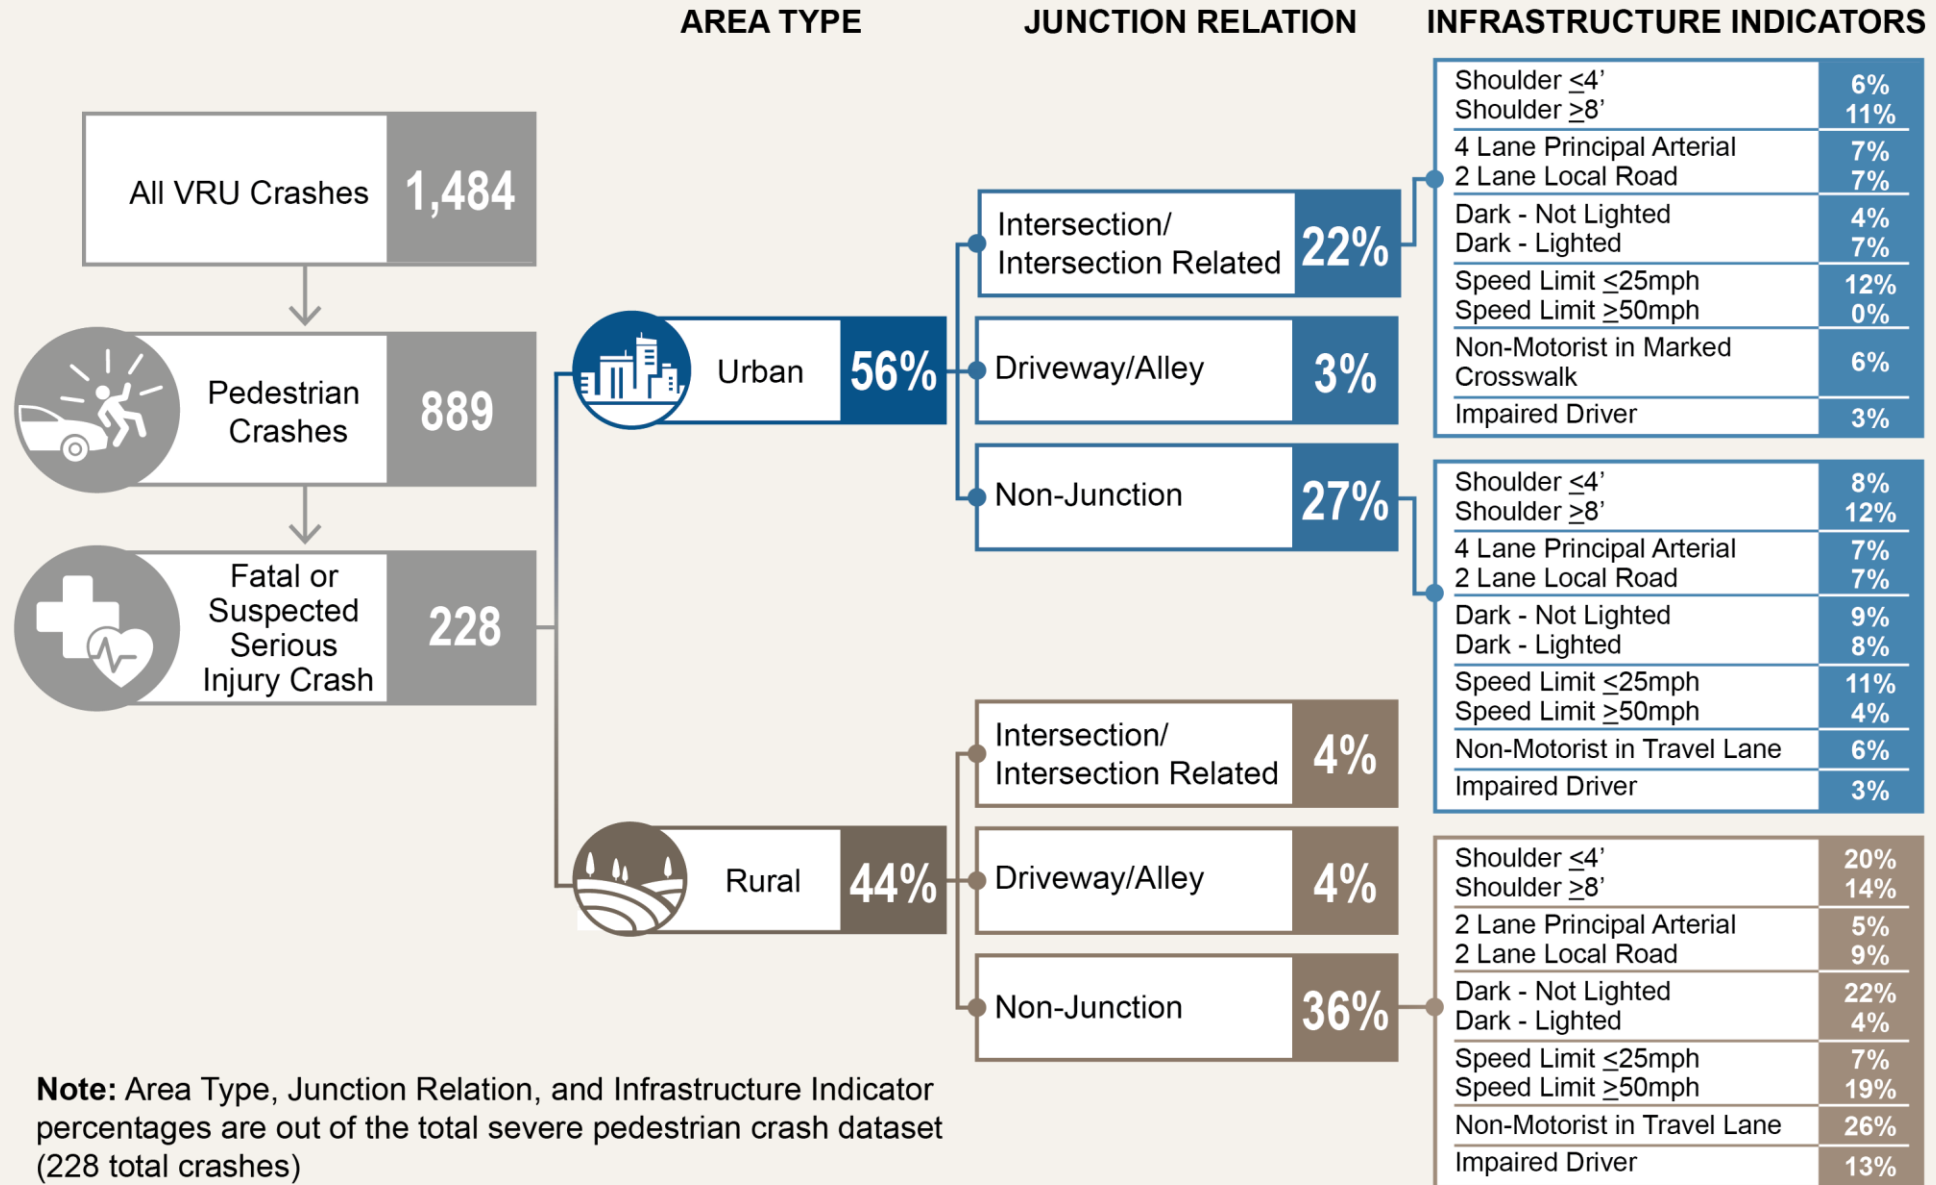 AREA TYPE
JUNCTION RELATION
INFRASTRUCTURE INDICATORS
All VRU Crashes 1,484
Pedestrian
Crashes
889
Fatal or
Suspected
Serious
Injury Crash
228
Urban 56%
Intersection/
Intersection Related
22%
Driveway/Alley 3%
Non-Junction 27%
Shoulder ≤4’ 6%
Shoulder ≥8’ 11%
4 Lane Principal Arterial 7%
2 Lane Local Road 7%
Dark - Not Lighted 4%
Dark - Lighted 7%
Speed Limit ≤25mph 12%
Speed Limit ≥50mph 0%
Non-Motorist in Marked
Crosswalk
6%
Impaired Driver 3%
Shoulder ≤4’ 8%
Shoulder ≥8’ 12%
4 Lane Principal Arterial 7%
2 Lane Local Road 7%
Dark - Not Lighted 9%
Dark - Lighted 8%
Speed Limit ≤25mph 11%
Speed Limit ≥50mph 4%
Non-Motorist in Travel Lane 6%
Impaired Driver 3%
Rural 44%
Intersection/
Intersection Related
4%
Driveway/Alley 4%
Non-Junction 36%
Shoulder ≤4’ 20%
Shoulder ≥8’ 14%
2 Lane Principal Arterial 5%
2 Lane Local Road 9%
Dark - Not Lighted 22%
Dark - Lighted 4%
Speed Limit ≤25mph 7%
Speed Limit ≥50mph 19%
Non-Motorist in Travel Lane 26%
Impaired Driver 13%
Note: Area Type, Junction Relation, and Infrastructure Indicator
percentages are out of the total severe pedestrian crash dataset
(228 total crashes)